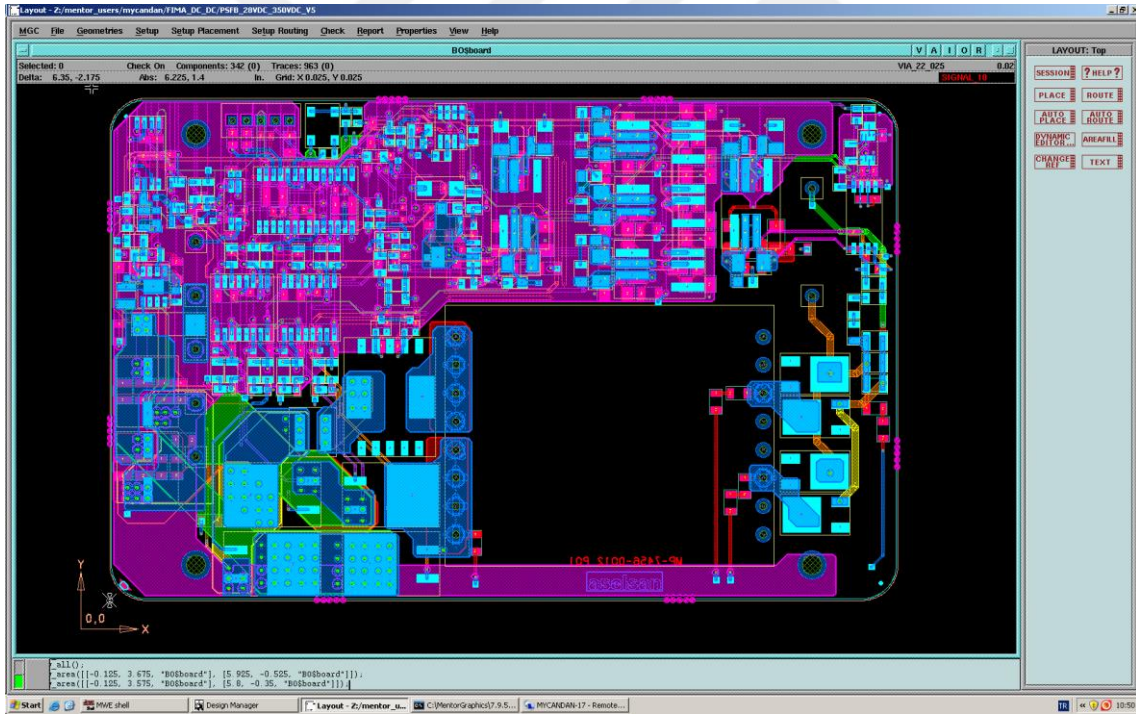 Layout - Z:/mentor_users/mycandan/FIMA_DC_DC/PSFB_28VDC_350VDC_V5
MGC File Geometries Setup Setup Placement Setup Routing Check Report Properties View Help
BO$board V A I O R
LAYOUT: Top
Selected: 0 Check On Components: 342 (0) Traces: 963 (0) VIA_22_025 0.02
Delta: 6.35, -2.175 Abs: 6.225, 1.4 In. Grid: X 0.025, Y 0.025 SIGNAL_10
SESSION ? HELP ?
PLACE ROUTE
AUTO PLACE AUTO ROUTE
DYNAMIC EDITOR... AREAFILL
CHANGE REF TEXT
MP-7456-0012 P01
aselsan
Y
0,0 X
_all();
_area([[-0.125, 3.675, "BO$board"], [5.925, -0.525, "BO$board"]]);
_area([[-0.125, 3.575, "BO$board"], [5.8, -0.35, "BO$board"]]);
Start MWE shell Design Manager Layout - Z:/mentor_u... C:\MentorGraphics\7.9.5... MYCANDAN-17 - Remote... TR 10:50